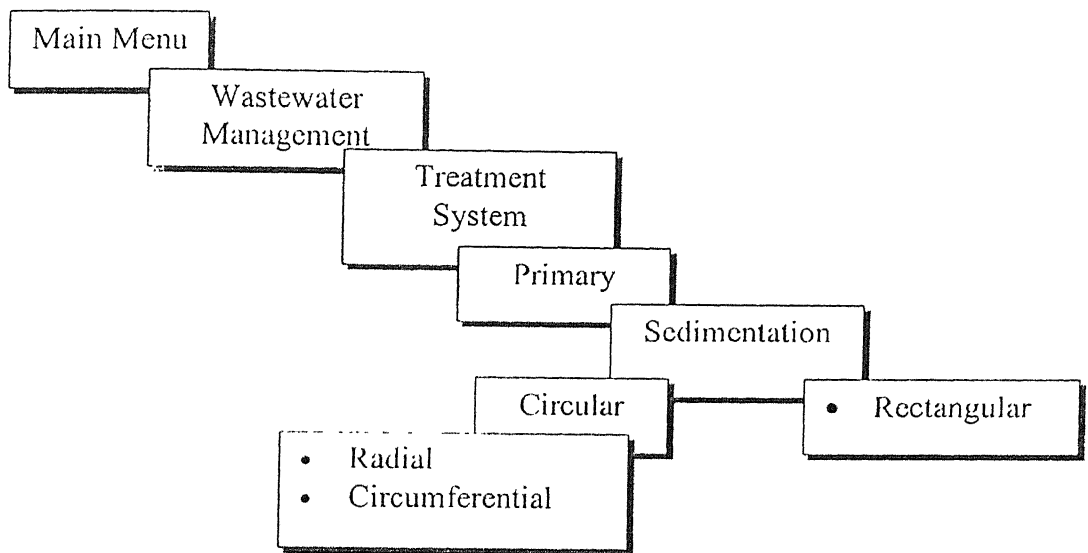 Main Menu
Wastewater
Management
Treatment
System
Primary
Sedimentation
Circular
• Rectangular
• Radial
• Circumferential